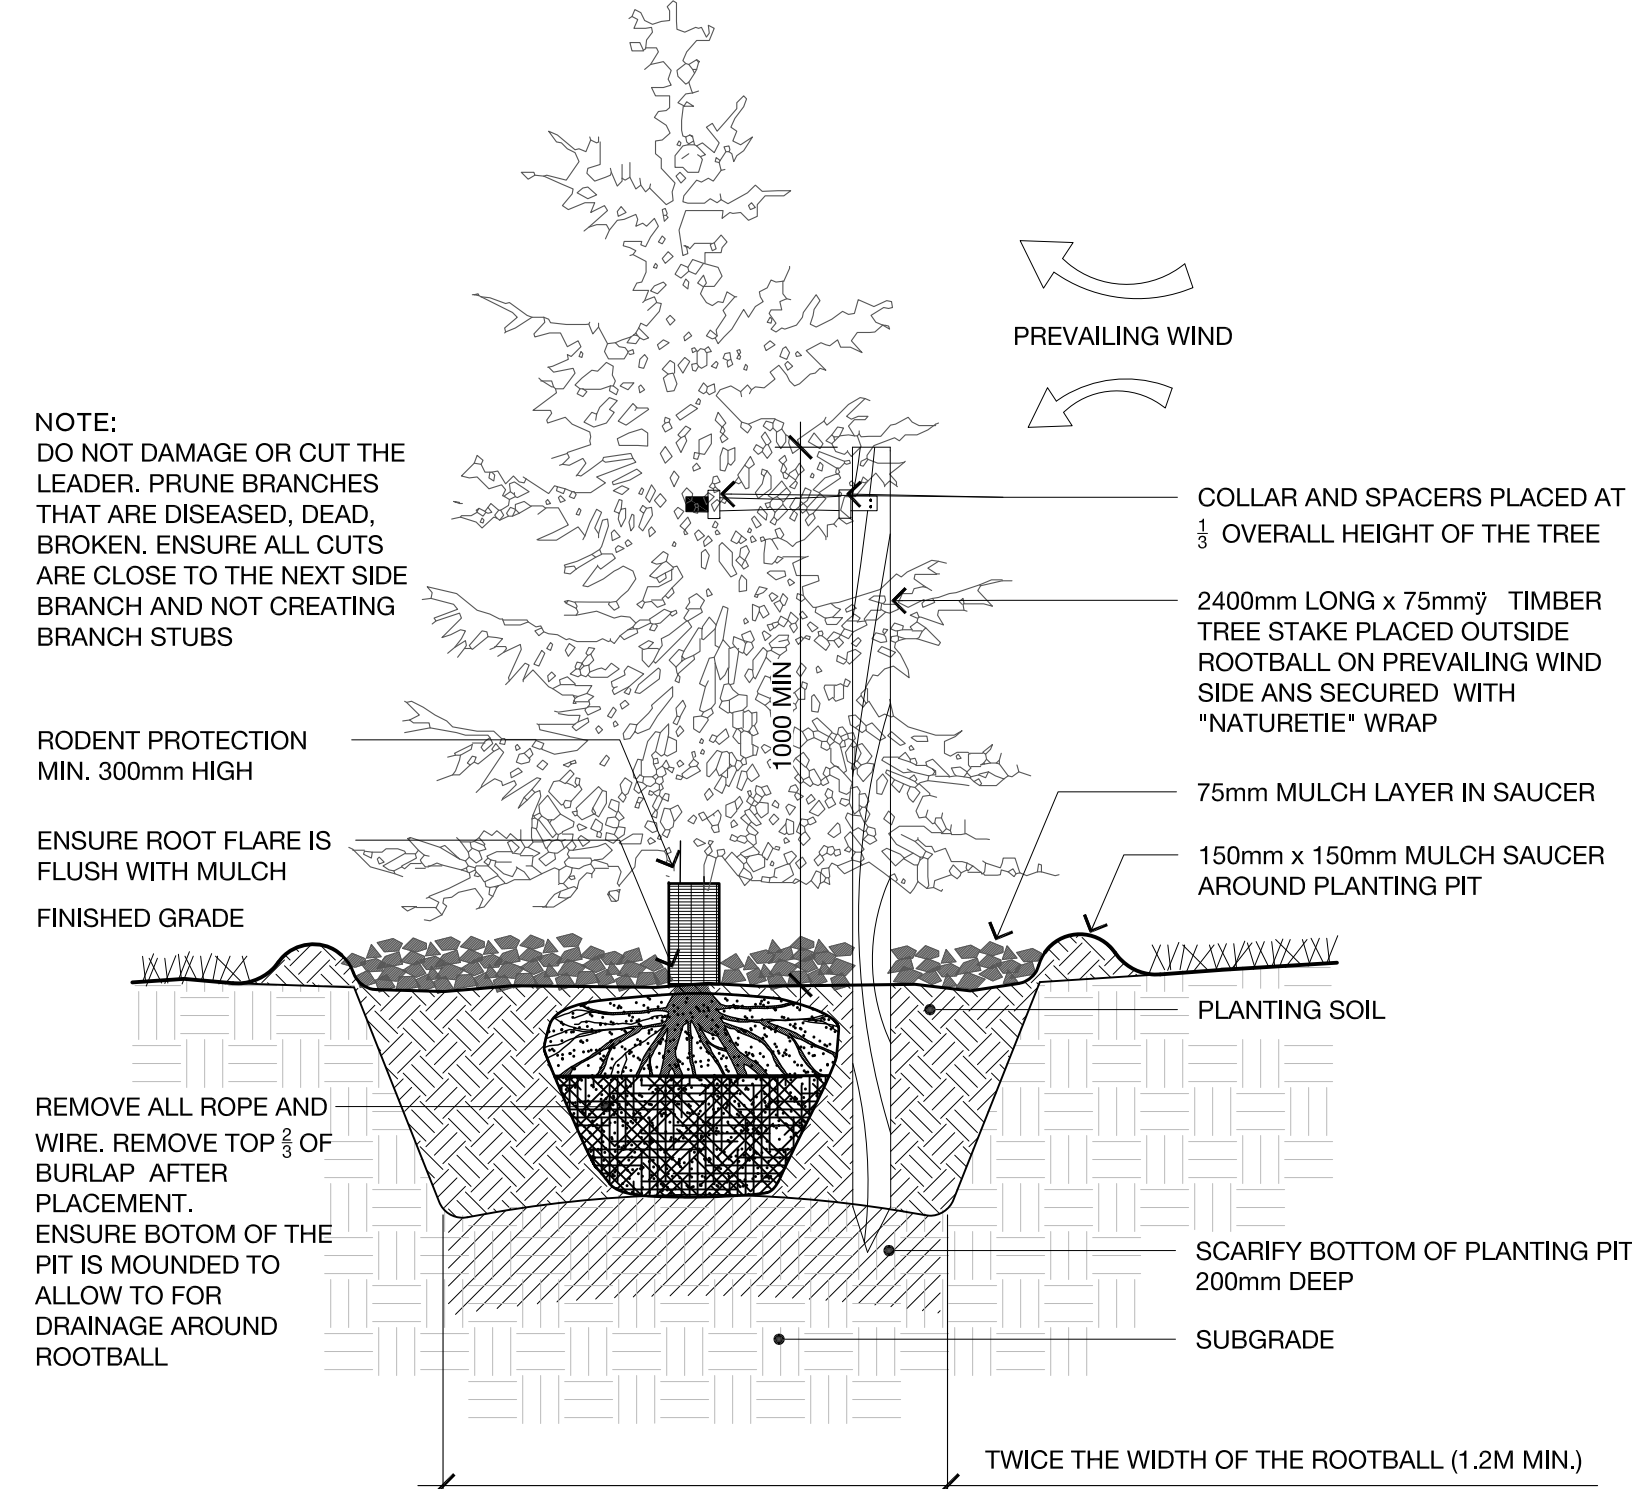 PREVAILING WIND
NOTE:
DO NOT DAMAGE OR CUT THE
LEADER. PRUNE BRANCHES
THAT ARE DISEASED, DEAD,
BROKEN. ENSURE ALL CUTS
ARE CLOSE TO THE NEXT SIDE
BRANCH AND NOT CREATING
BRANCH STUBS
RODENT PROTECTION
MIN. 300mm HIGH
ENSURE ROOT FLARE IS
FLUSH WITH MULCH
FINISHED GRADE
REMOVE ALL ROPE AND
WIRE. REMOVE TOP 2/3 OF
BURLAP AFTER
PLACEMENT.
ENSURE BOTOM OF THE
PIT IS MOUNDED TO
ALLOW TO FOR
DRAINAGE AROUND
ROOTBALL
1000 MIN
COLLAR AND SPACERS PLACED AT
1/3 OVERALL HEIGHT OF THE TREE
2400mm LONG x 75mmÿ TIMBER
TREE STAKE PLACED OUTSIDE
ROOTBALL ON PREVAILING WIND
SIDE ANS SECURED WITH
"NATURETIE" WRAP
75mm MULCH LAYER IN SAUCER
150mm x 150mm MULCH SAUCER
AROUND PLANTING PIT
PLANTING SOIL
SCARIFY BOTTOM OF PLANTING PIT
200mm DEEP
SUBGRADE
TWICE THE WIDTH OF THE ROOTBALL (1.2M MIN.)